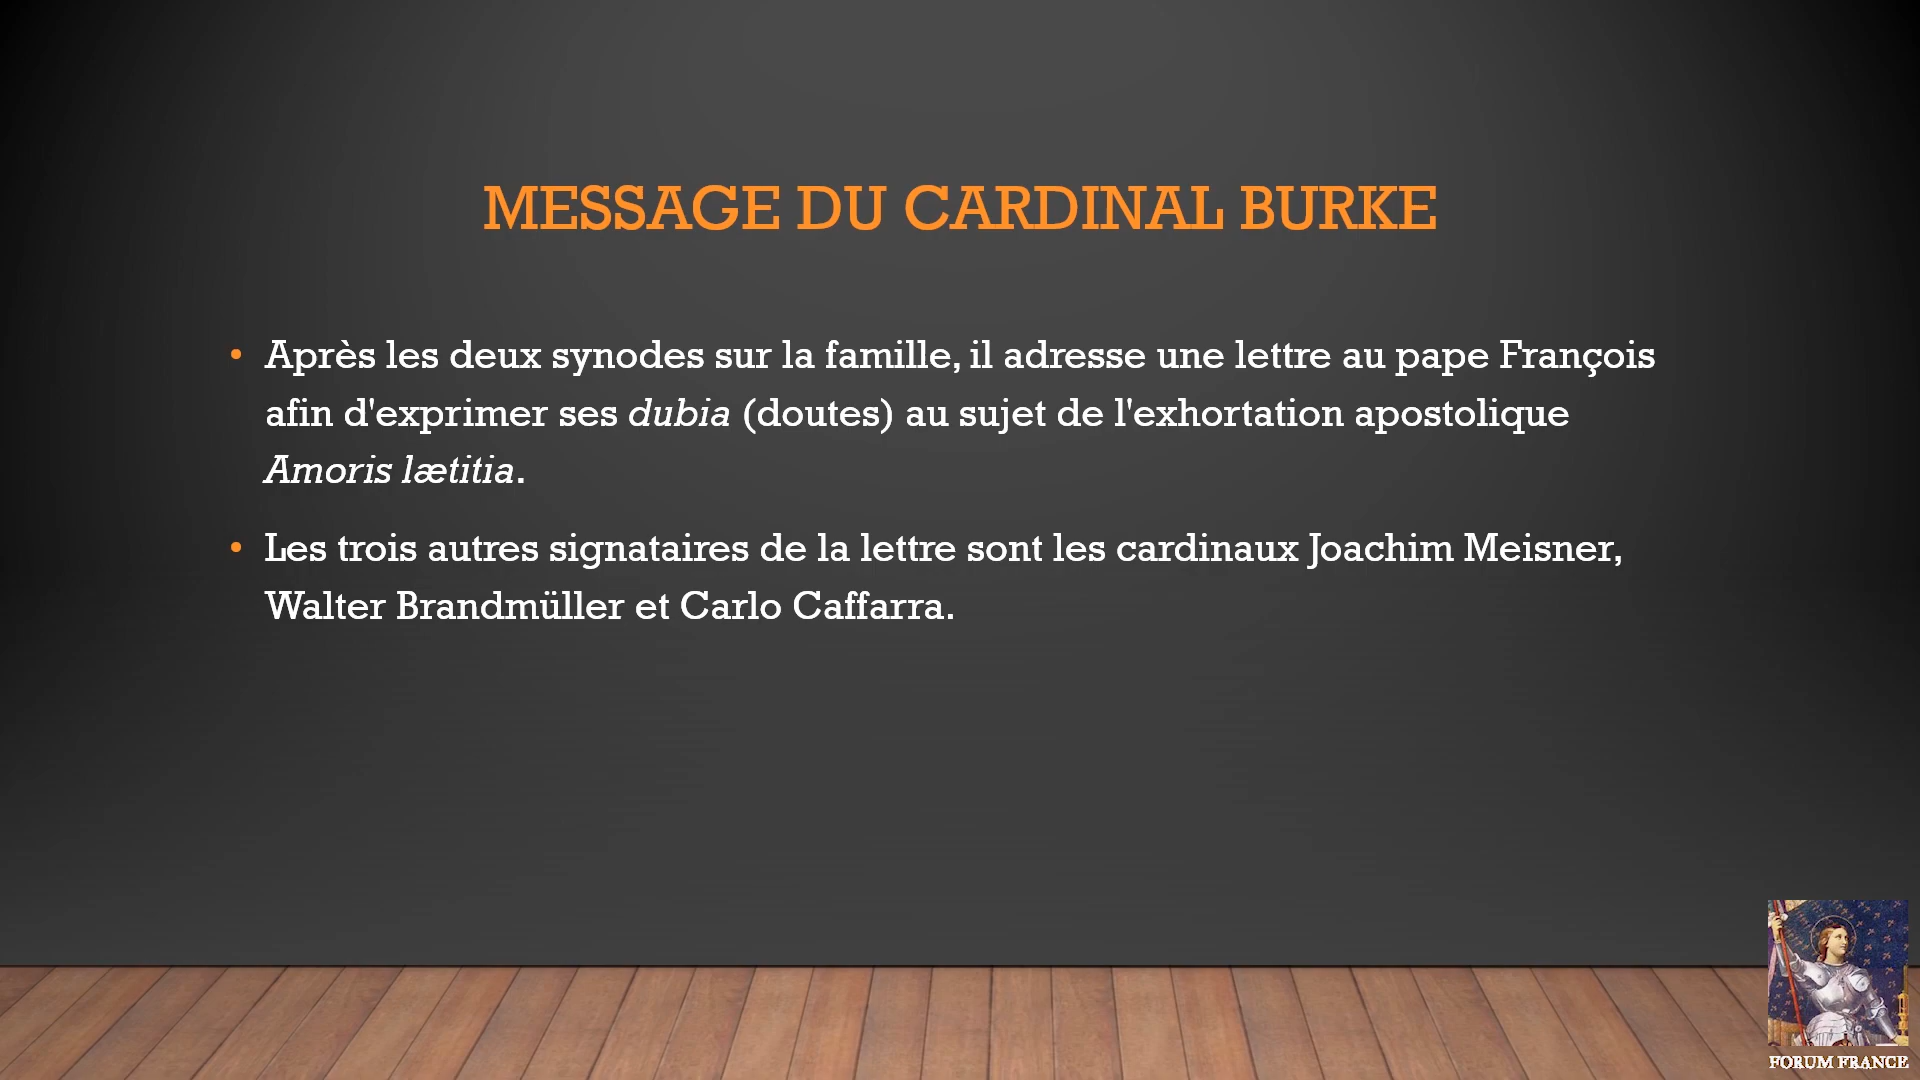 MESSAGE DU CARDINAL BURKE
• Après les deux synodes sur la famille, il adresse une lettre au pape François
afin d'exprimer ses dubia (doutes) au sujet de l'exhortation apostolique
Amoris lætitia.
• Les trois autres signataires de la lettre sont les cardinaux Joachim Meisner,
Walter Brandmüller et Carlo Caffarra.
FORUM FRANCE